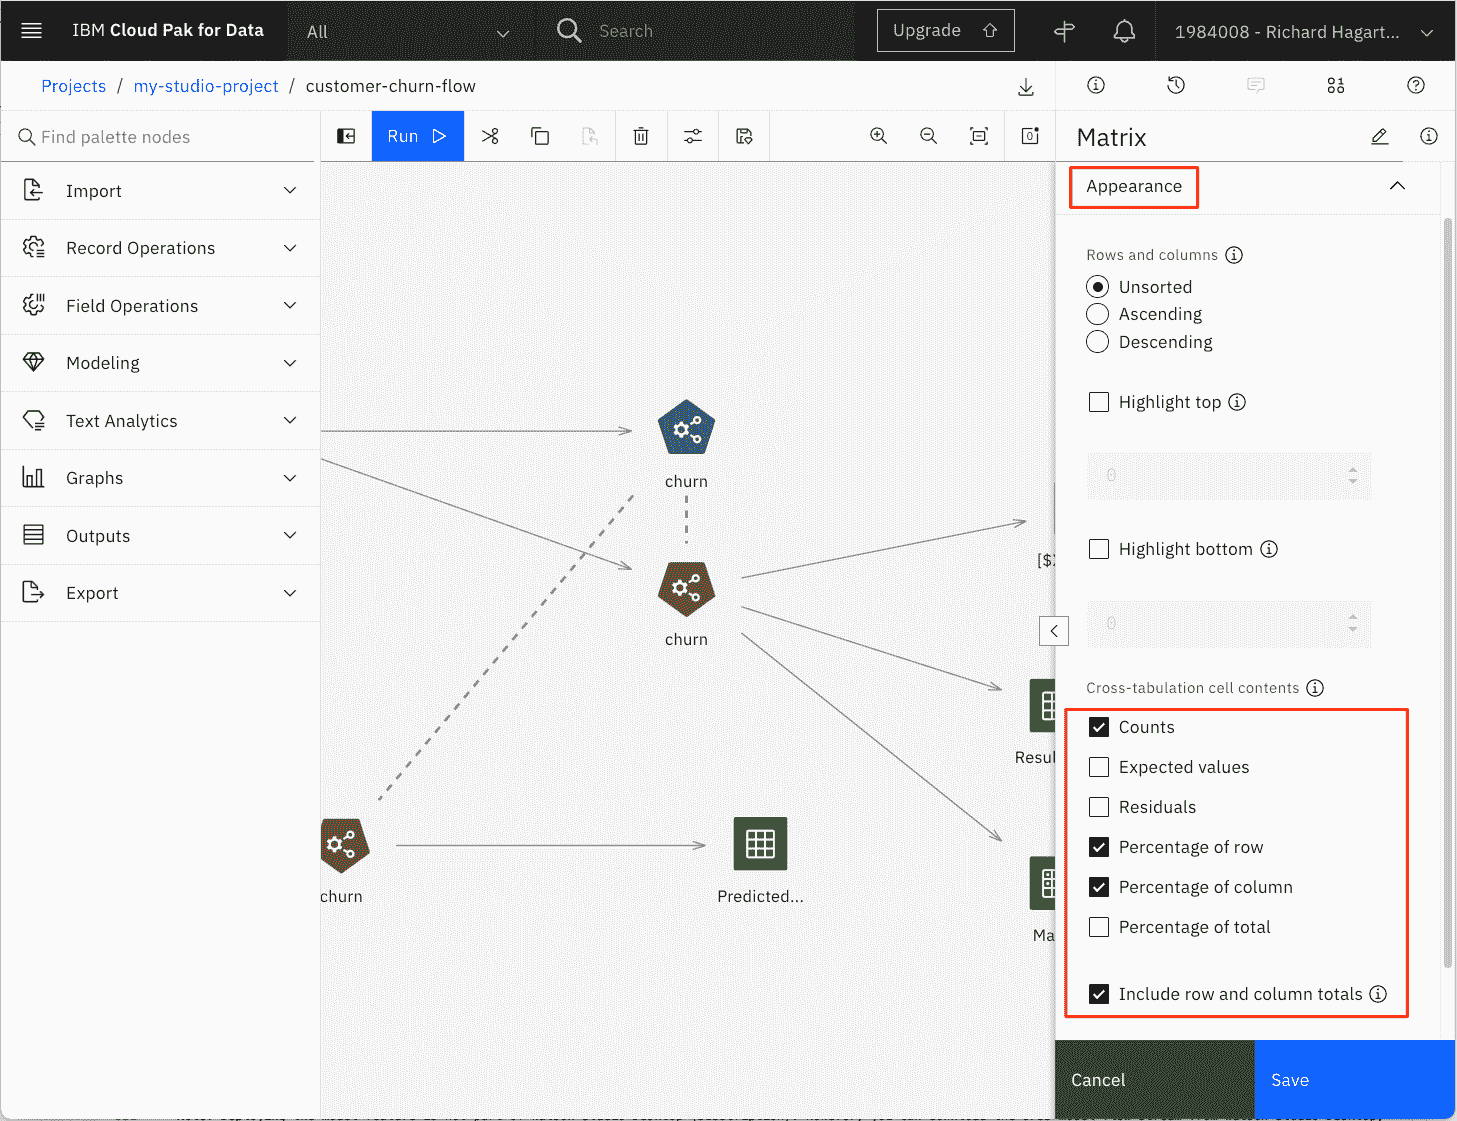 IBM Cloud Pak for Data
All
Search
Upgrade
1984008 - Richard Hagart...
Projects / my-studio-project / customer-churn-flow
Find palette nodes
Run
Matrix
Import
Record Operations
Field Operations
Modeling
Text Analytics
Graphs
Outputs
Export
churn
churn
churn
Predicted...
[$
Resul
Ma
Appearance
Rows and columns
Unsorted
Ascending
Descending
Highlight top
0
Highlight bottom
0
Cross-tabulation cell contents
Counts
Expected values
Residuals
Percentage of row
Percentage of column
Percentage of total
Include row and column totals
Cancel
Save